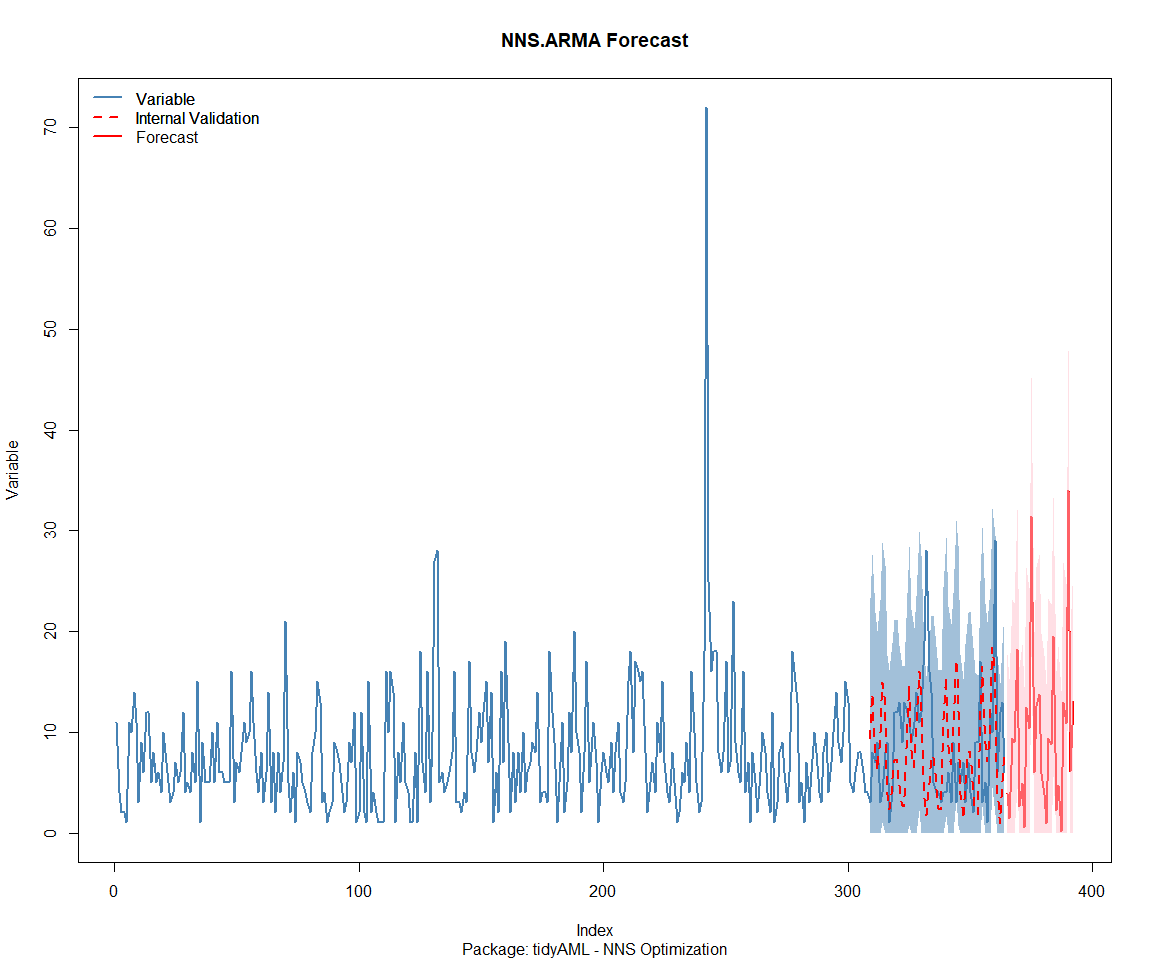 NNS.ARMA Forecast
Variable
Internal Validation
Forecast
70
60
50
40
30
20
10
0
Variable
0 100 200 300 400
Index
Package: tidyAML - NNS Optimization